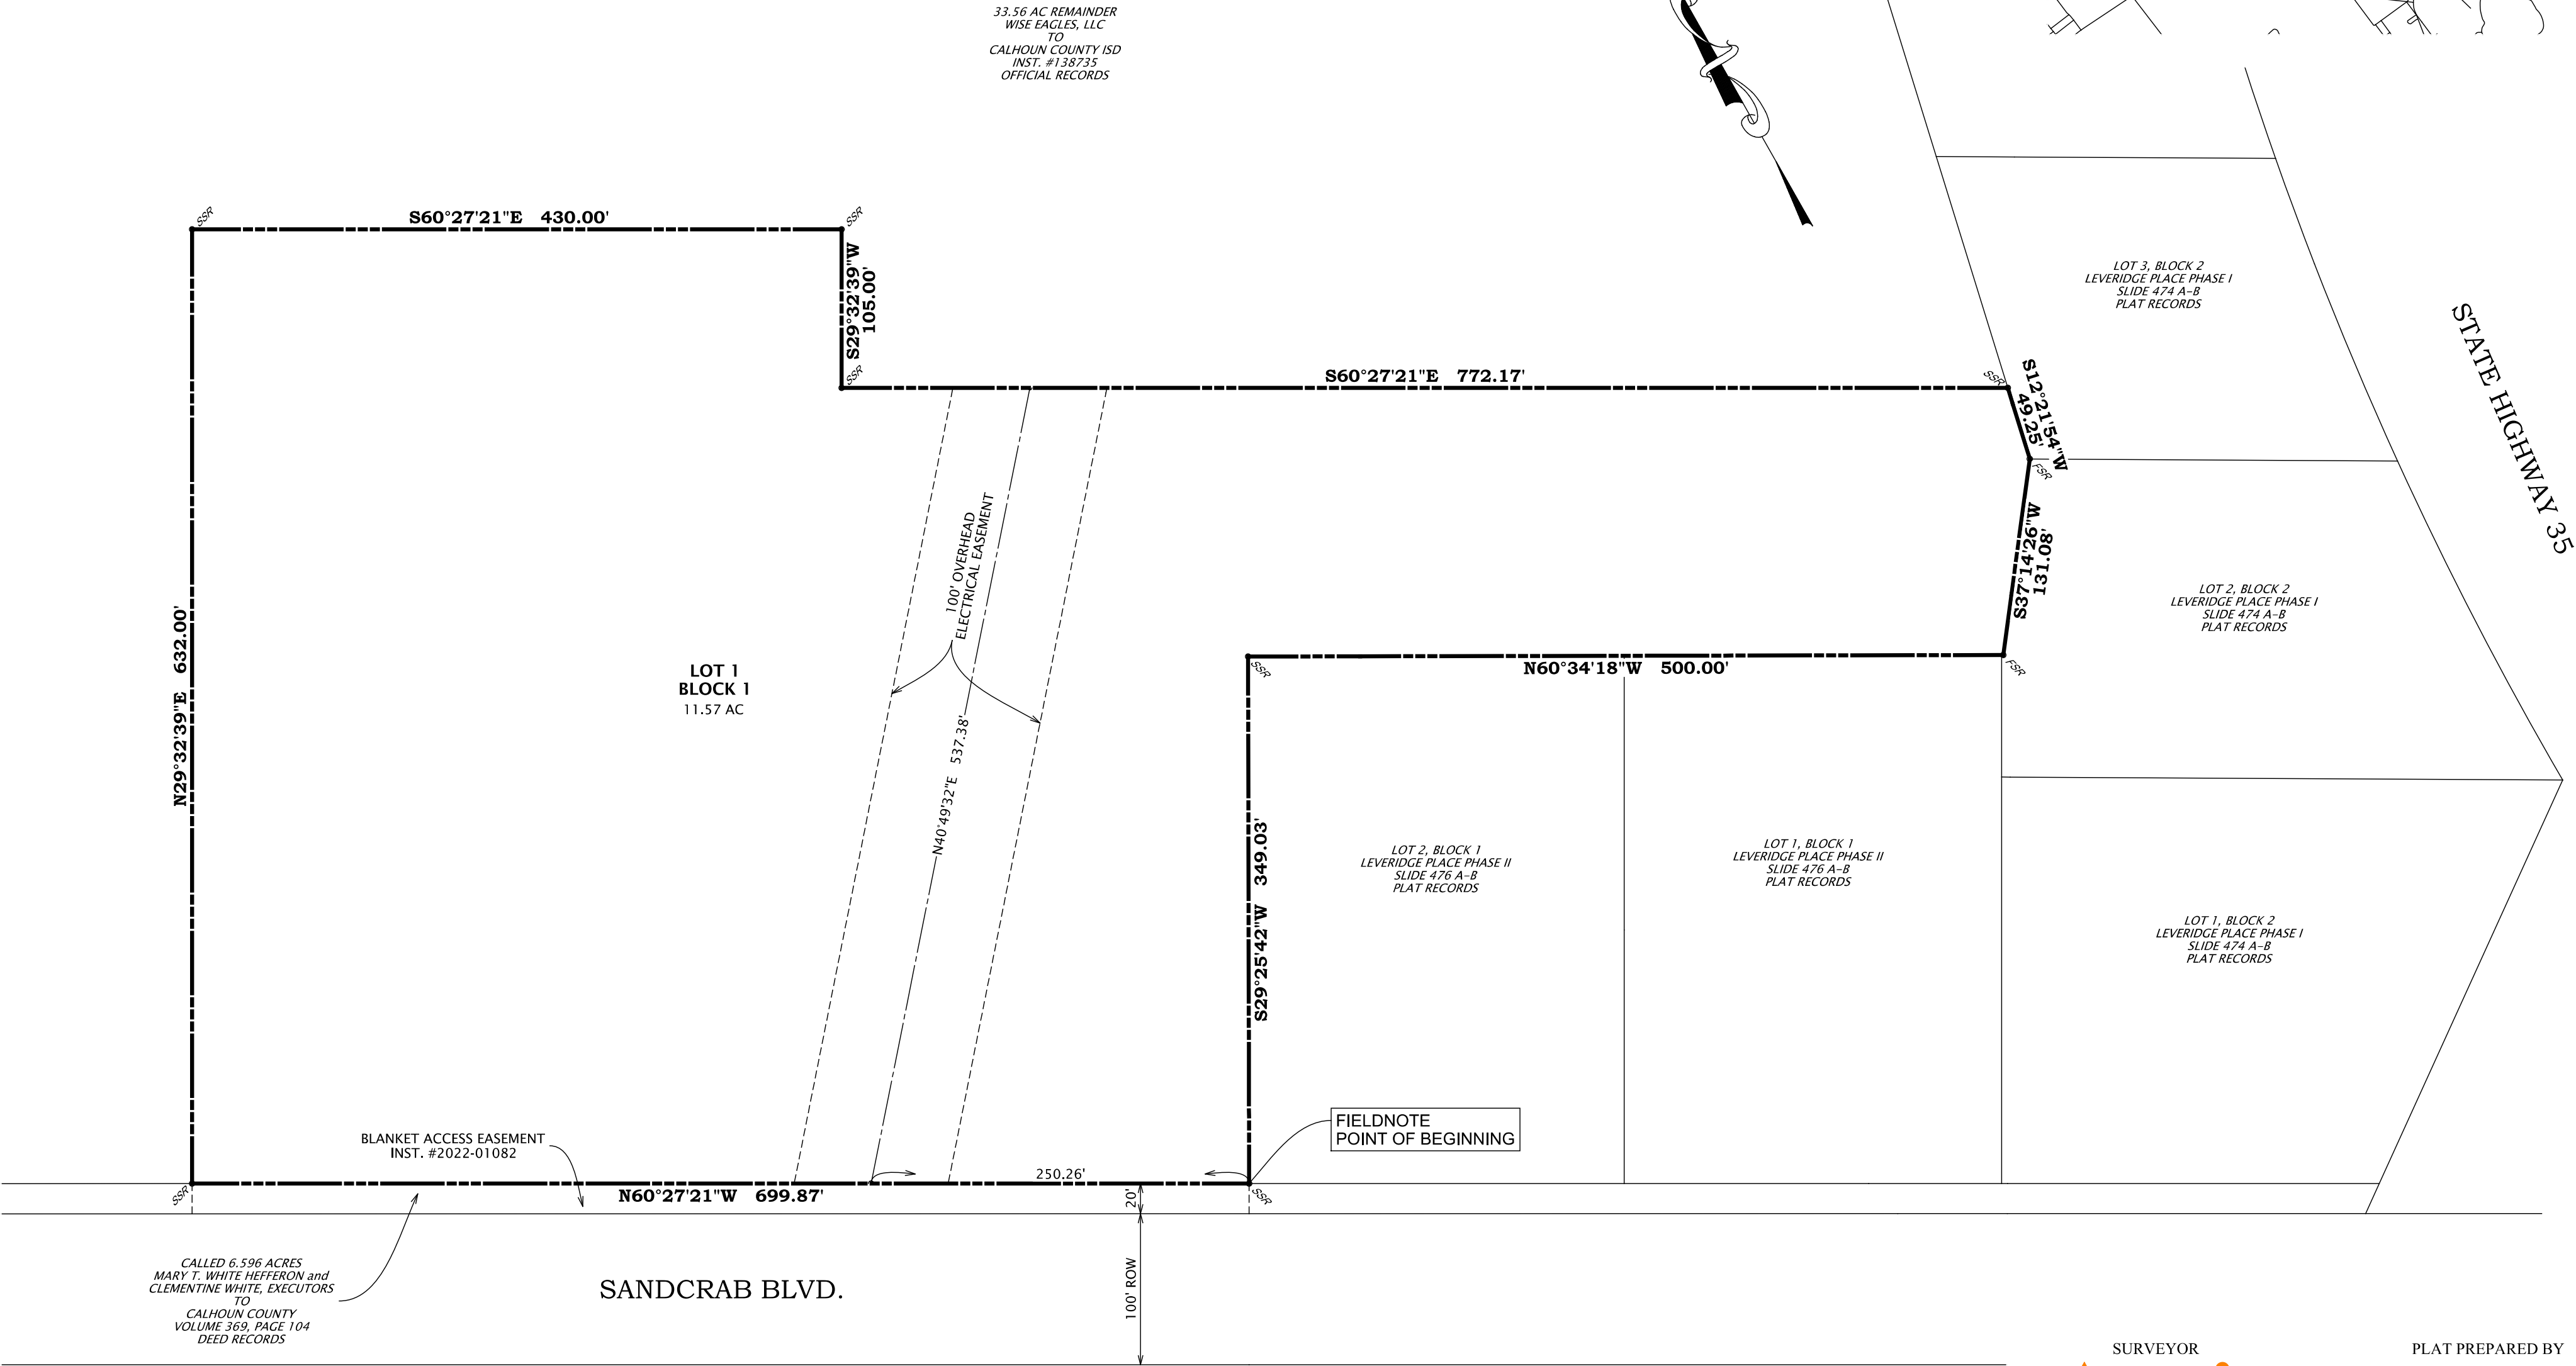 33.56 AC REMAINDER
WISE EAGLES, LLC
TO
CALHOUN COUNTY ISD
INST. #138735
OFFICIAL RECORDS
SSR
S60°27'21"E 430.00'
SSR
S29°32'39"W
105.00'
SSR
S60°27'21"E 772.17'
SSR
S12°21'54"W
49.25'
FSR
S37°14'26"W
131.08'
FSR
LOT 3, BLOCK 2
LEVERIDGE PLACE PHASE I
SLIDE 474 A-B
PLAT RECORDS
STATE HIGHWAY 35
LOT 2, BLOCK 2
LEVERIDGE PLACE PHASE I
SLIDE 474 A-B
PLAT RECORDS
100' OVERHEAD
ELECTRICAL EASEMENT
N29°32'39"E 632.00'
LOT 1
BLOCK 1
11.57 AC
N40°49'32"E 537.38'
SSR
N60°34'18"W 500.00'
S29°25'42"W 349.03'
LOT 2, BLOCK 1
LEVERIDGE PLACE PHASE II
SLIDE 476 A-B
PLAT RECORDS
LOT 1, BLOCK 1
LEVERIDGE PLACE PHASE II
SLIDE 476 A-B
PLAT RECORDS
LOT 1, BLOCK 2
LEVERIDGE PLACE PHASE I
SLIDE 474 A-B
PLAT RECORDS
FIELDNOTE
POINT OF BEGINNING
BLANKET ACCESS EASEMENT
INST. #2022-01082
250.26'
SSR
N60°27'21"W 699.87'
20'
SSR
CALLED 6.596 ACRES
MARY T. WHITE HEFFERON and
CLEMENTINE WHITE, EXECUTORS
TO
CALHOUN COUNTY
VOLUME 369, PAGE 104
DEED RECORDS
SANDCRAB BLVD.
100' ROW
SURVEYOR
PLAT PREPARED BY